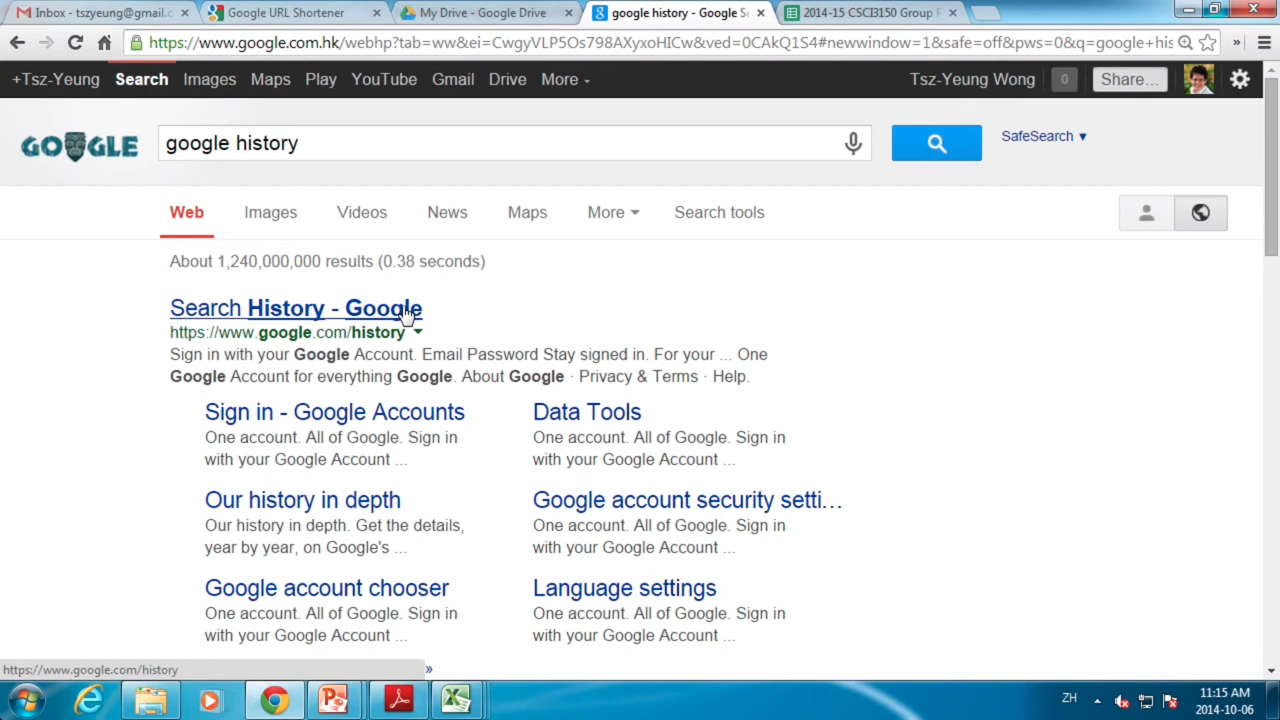 Inbox - tszyeung@gmail.c
Google URL Shortener
My Drive - Google Drive
google history - Google Se
2014-15 CSCI3150 Group
https://www.google.com.hk/webhp?tab=ww&ei=CwgyVLPSDs798AXyxoHICw&ved=0CAkQ1S4#newwindow=1&safe=off&pws=0&q=google+his
+Tsz-Yeung Search Images Maps Play YouTube Gmail Drive More
Tsz-Yeung Wong 0 Share...
GOOGLE
google history
SafeSearch
Web Images Videos News Maps More Search tools
About 1,240,000,000 results (0.38 seconds)
Search History - Google
https://www.google.com/history
Sign in with your Google Account. Email Password Stay signed in. For your ... One
Google Account for everything Google. About Google · Privacy & Terms · Help.
Sign in - Google Accounts
One account. All of Google. Sign in
with your Google Account ...
Data Tools
One account. All of Google. Sign in
with your Google Account ...
Our history in depth
Our history in depth. Get the details,
year by year, on Google's ...
Google account security setti...
One account. All of Google. Sign in
with your Google Account ...
Google account chooser
One account. All of Google. Sign in
with your Google Account ...
Language settings
One account. All of Google. Sign in
with your Google Account ...
https://www.google.com/history
»
ZH
11:15 AM
2014-10-06